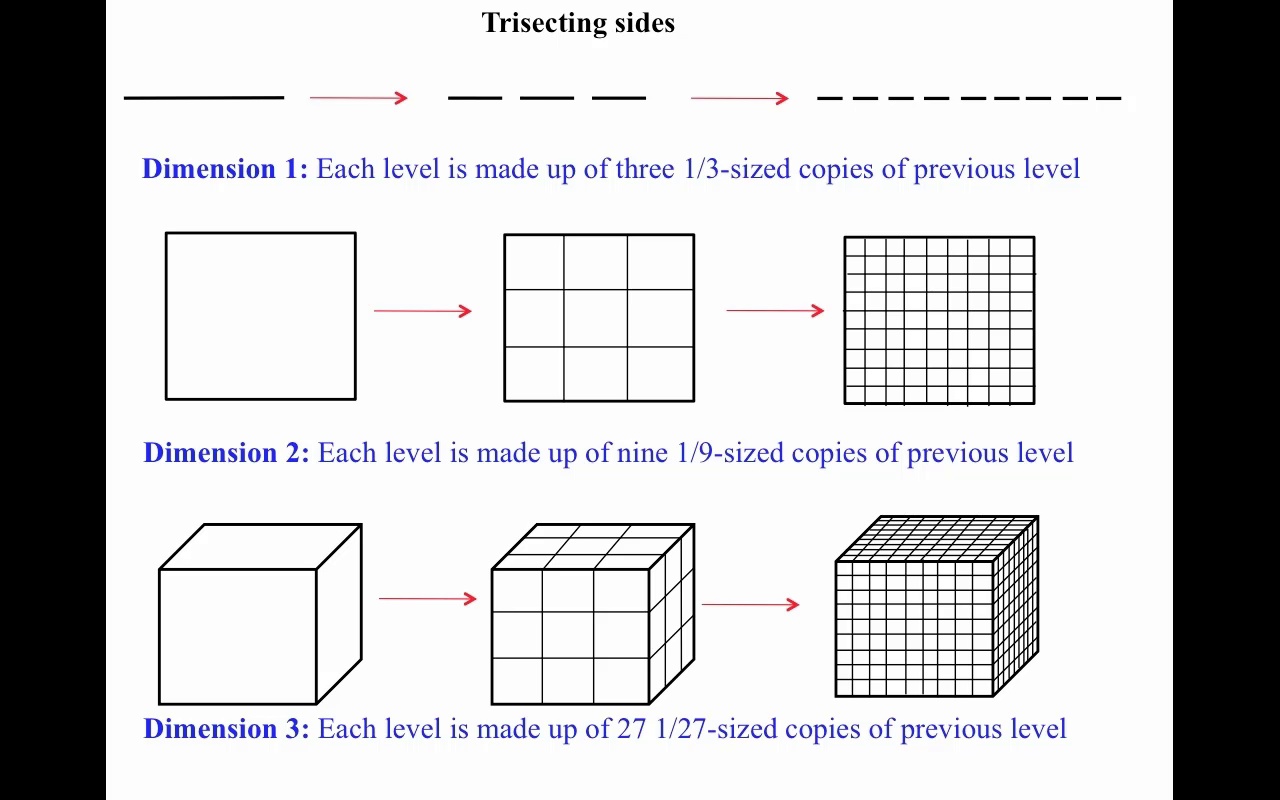 Trisecting sides
Dimension 1: Each level is made up of three 1/3-sized copies of previous level
Dimension 2: Each level is made up of nine 1/9-sized copies of previous level
Dimension 3: Each level is made up of 27 1/27-sized copies of previous level